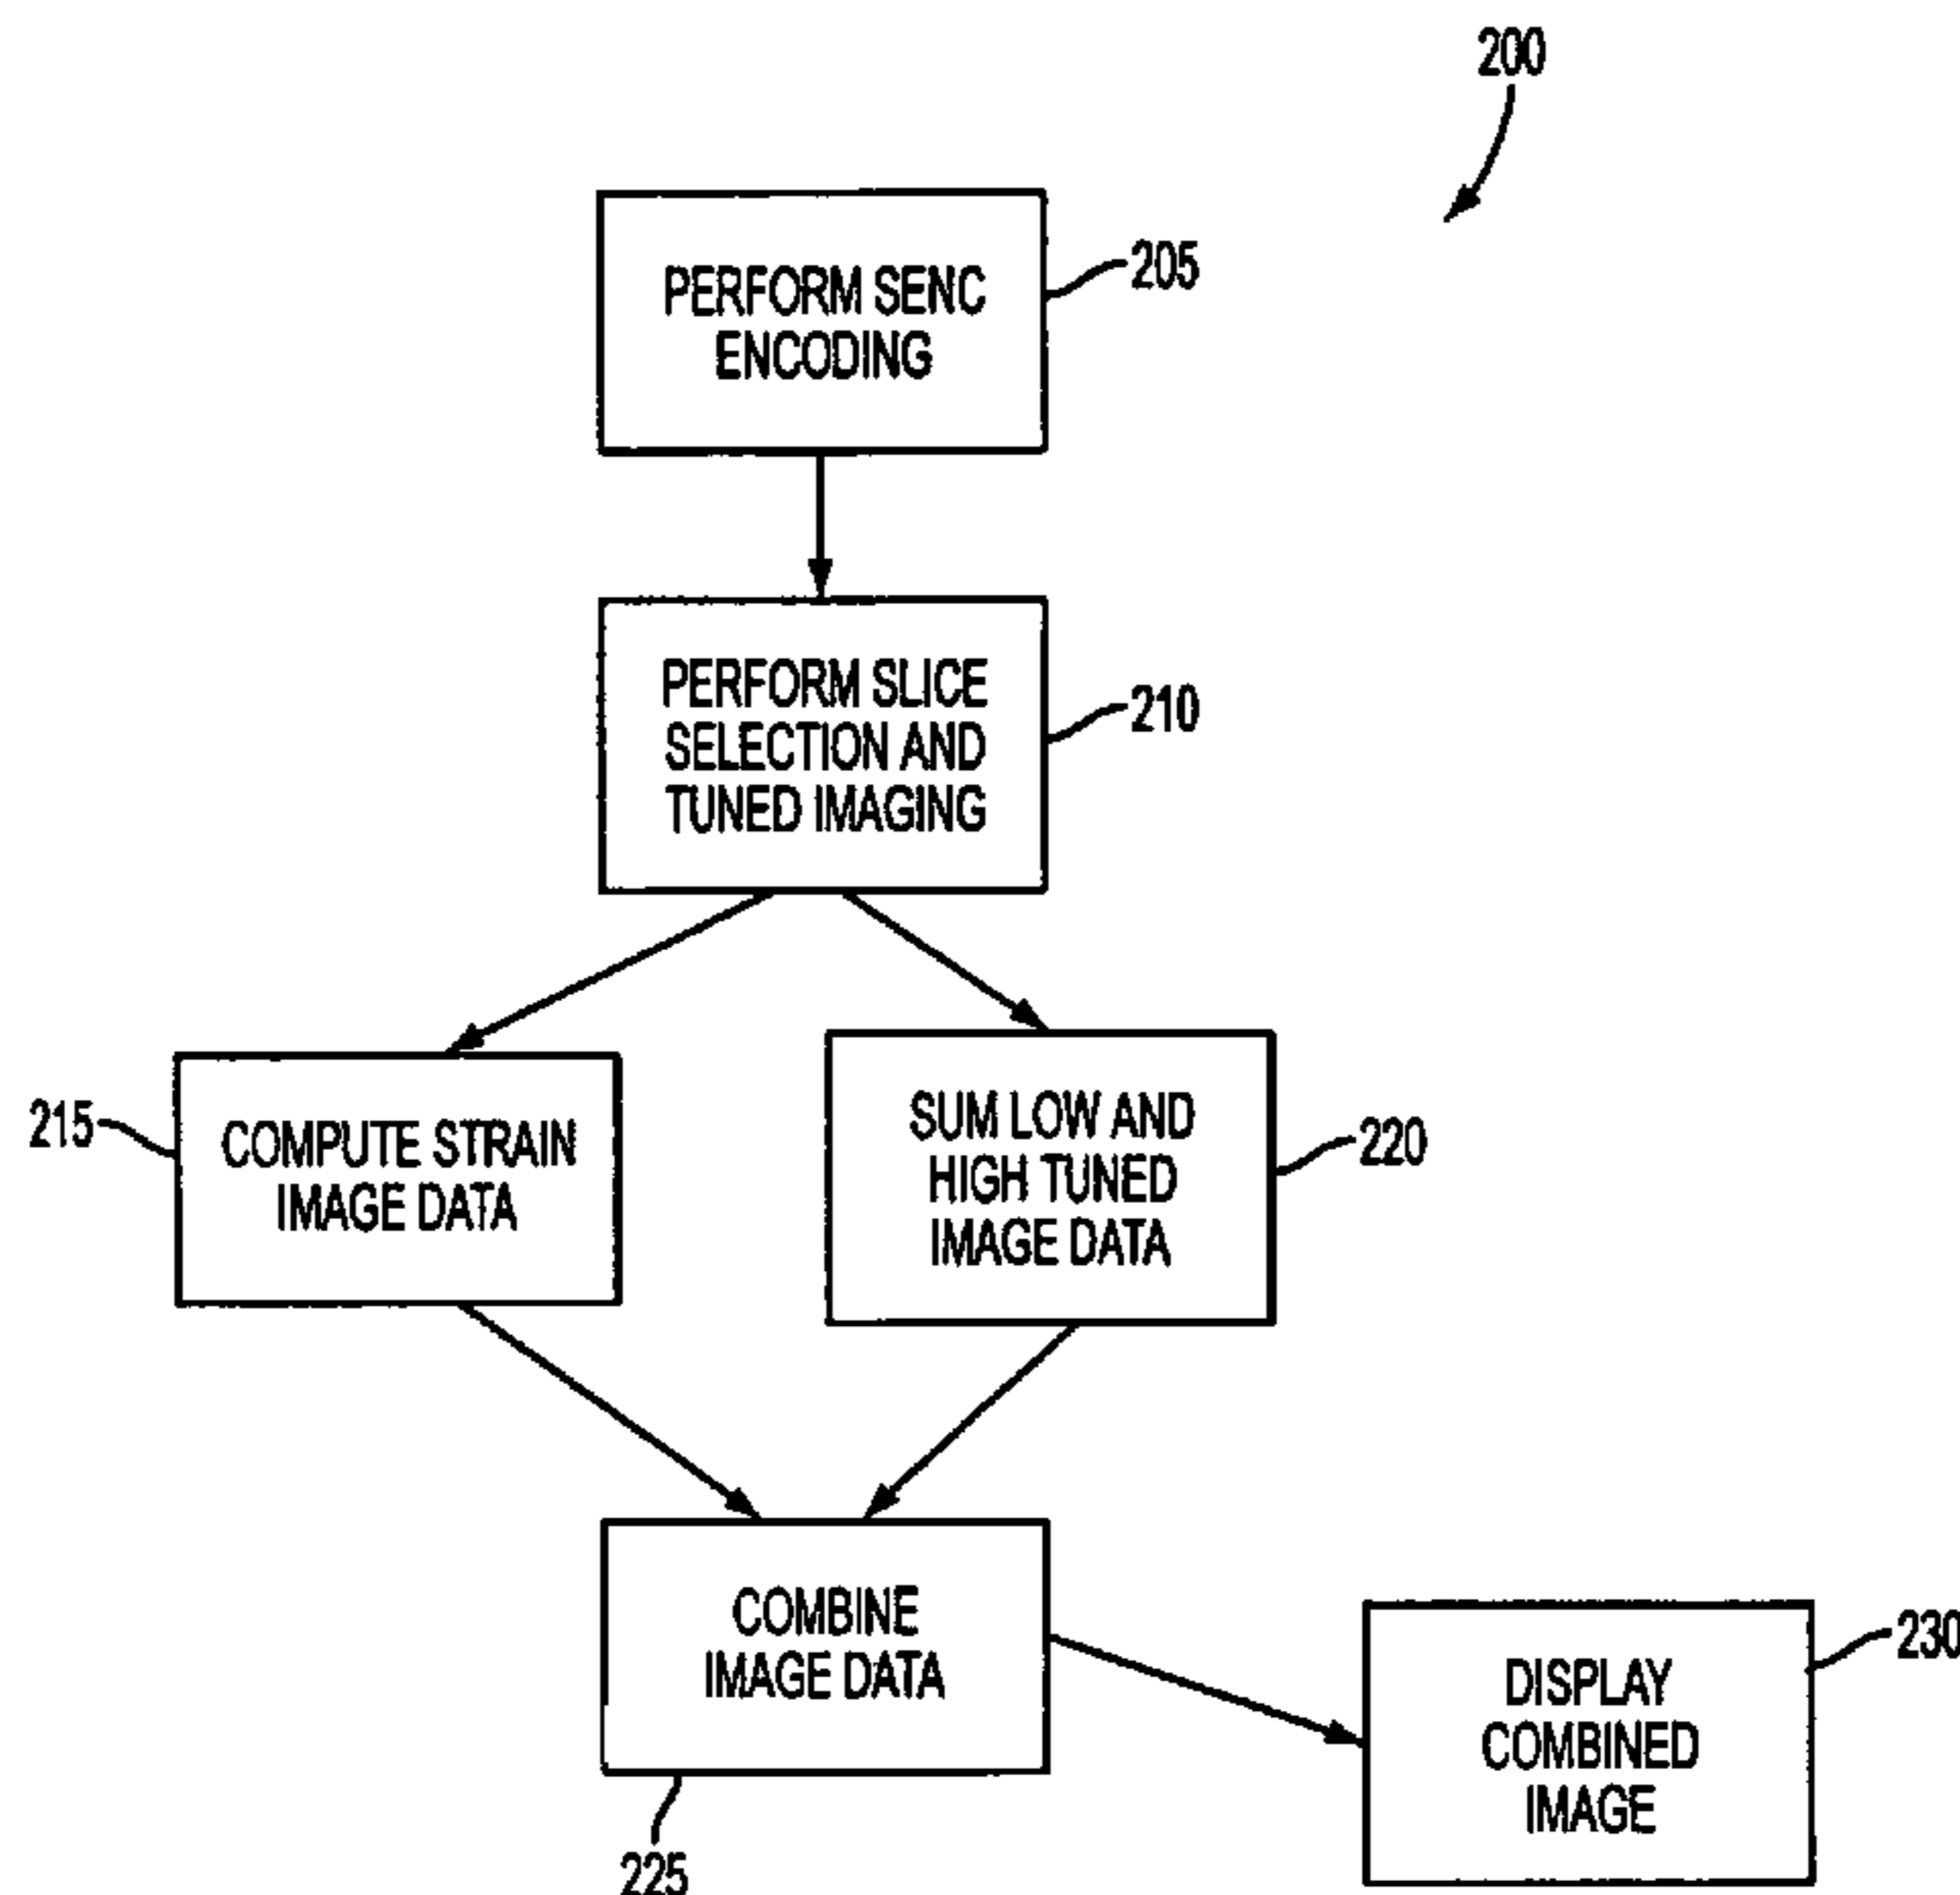 200
PERFORM SENC
ENCODING
205
PERFORM SLICE
SELECTION AND
TUNED IMAGING
210
215
COMPUTE STRAIN
IMAGE DATA
SUM LOW AND
HIGH TUNED
IMAGE DATA
220
COMBINE
IMAGE DATA
225
DISPLAY
COMBINED
IMAGE
230